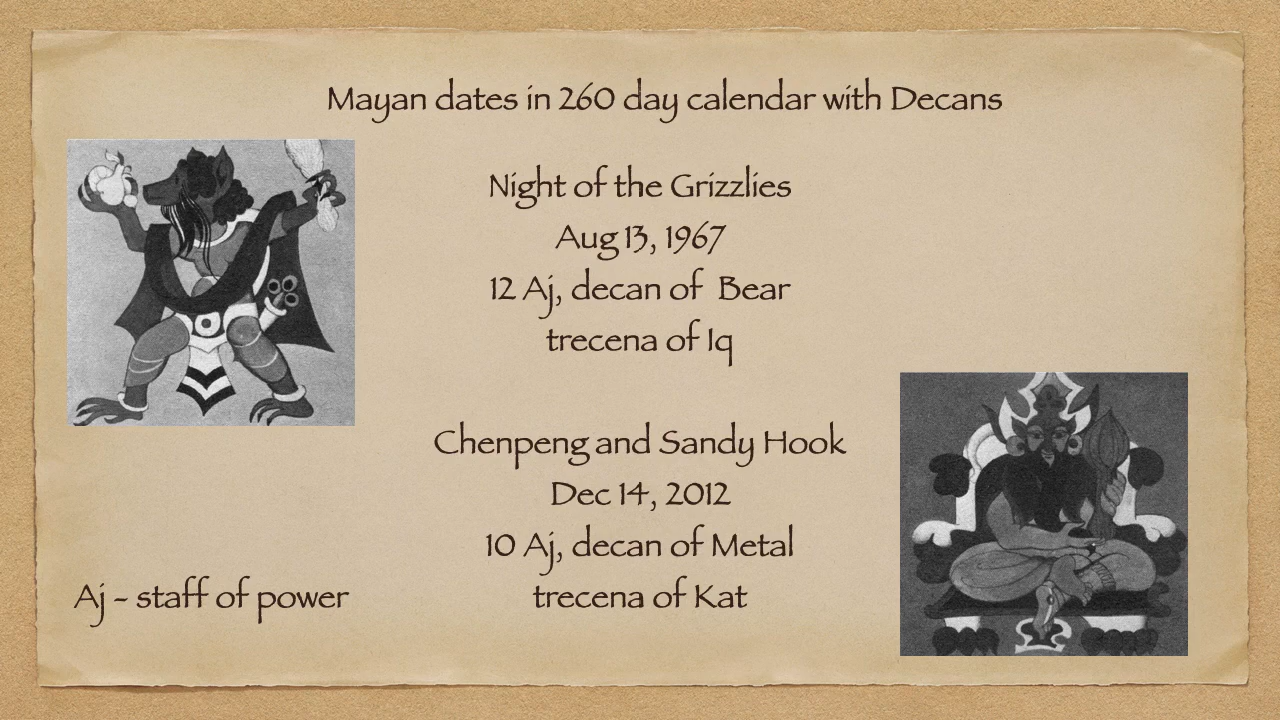 Mayan dates in 260 day calendar with Decans
Night of the Grizzlies
Aug 13, 1967
12 Aj, decan of Bear
trecena of Iq
Chenpeng and Sandy Hook
Dec 14, 2012
10 Aj, decan of Metal
trecena of Kat
Aj - staff of power